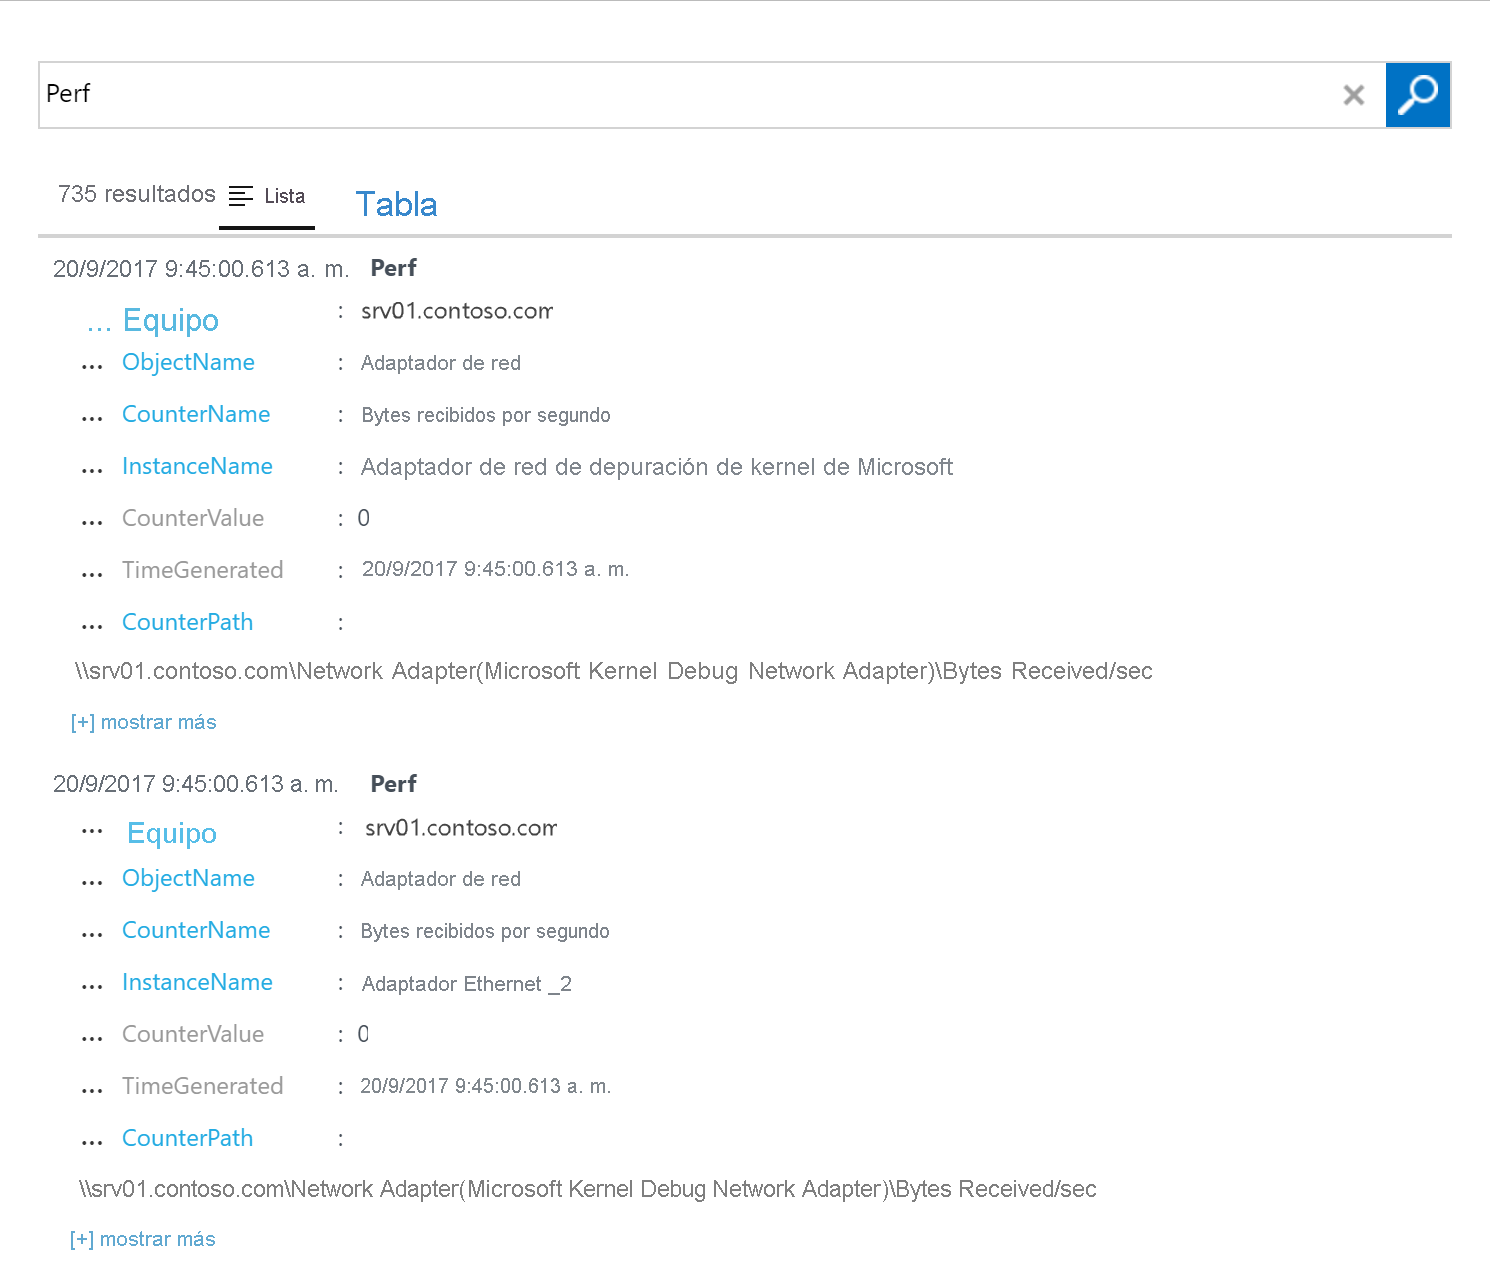 Perf
735 resultados Lista Tabla
20/9/2017 9:45:00.613 a. m. Perf
... Equipo : srv01.contoso.com
... ObjectName : Adaptador de red
... CounterName : Bytes recibidos por segundo
... InstanceName : Adaptador de red de depuración de kernel de Microsoft
... CounterValue : 0
... TimeGenerated : 20/9/2017 9:45:00.613 a. m.
... CounterPath :
\\srv01.contoso.com\Network Adapter(Microsoft Kernel Debug Network Adapter)\Bytes Received/sec
[+] mostrar más
20/9/2017 9:45:00.613 a. m. Perf
... Equipo : srv01.contoso.com
... ObjectName : Adaptador de red
... CounterName : Bytes recibidos por segundo
... InstanceName : Adaptador Ethernet _2
... CounterValue : 0
... TimeGenerated : 20/9/2017 9:45:00.613 a. m.
... CounterPath :
\\srv01.contoso.com\Network Adapter(Microsoft Kernel Debug Network Adapter)\Bytes Received/sec
[+] mostrar más